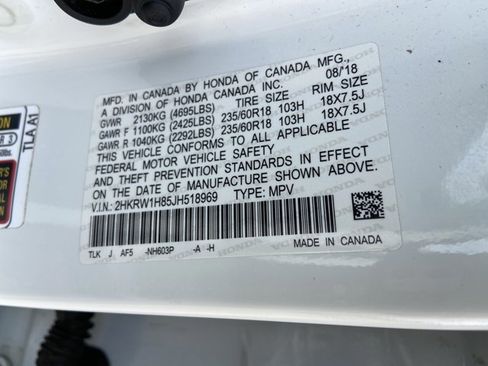 MFD. IN CANADA BY HONDA OF CANADA MFG., 08/18
A DIVISION OF HONDA CANADA INC.
TIRE SIZE RIM SIZE
GVWR 2130KG (4695LBS)
GAWR F 1100KG (2425LBS) 235/60R18 103H 18X7.5J
GAWR R 1040KG (2292LBS) 235/60R18 103H 18X7.5J
THIS VEHICLE CONFORMS TO ALL APPLICABLE
FEDERAL MOTOR VEHICLE SAFETY
AND THEFT PREVENTION STANDARDS IN EFFECT
ON THE DATE OF MANUFACTURE SHOWN ABOVE.
V.I.N.: 2HKRW1H85JH518969 TYPE: MPV
TLK J AF5 -NH603P -A -H
MADE IN CANADA
TLA A1